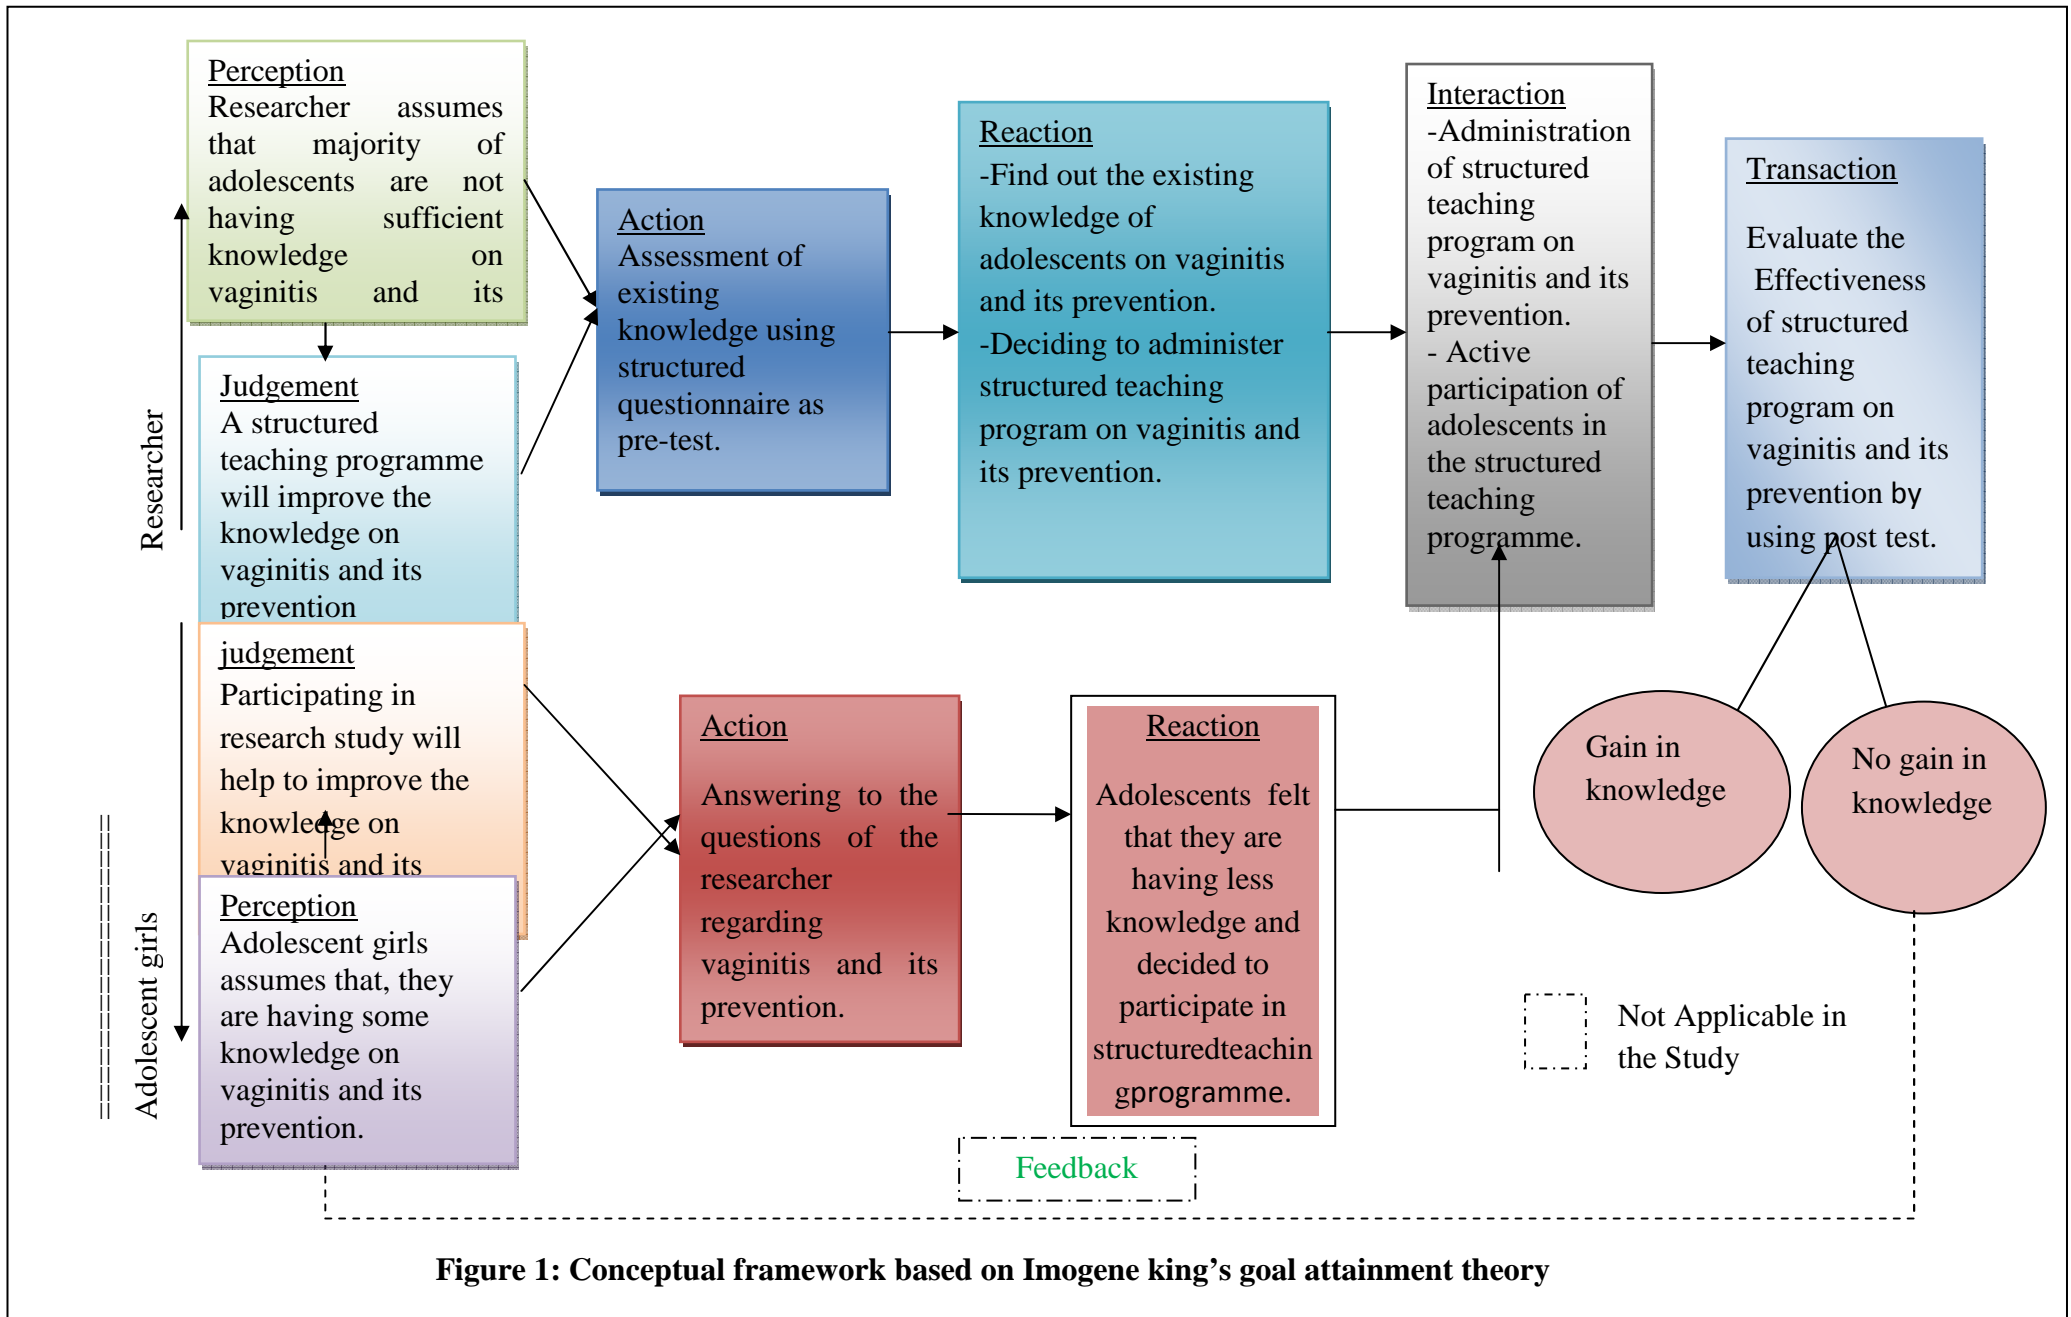 Perception
Researcher assumes
that majority of
adolescents are not
having sufficient
knowledge on
vaginitis and its
Judgement
A structured
teaching programme
will improve the
knowledge on
vaginitis and its
prevention
Researcher
Action
Assessment of
existing
knowledge using
structured
questionnaire as
pre-test.
Reaction
-Find out the existing
knowledge of
adolescents on vaginitis
and its prevention.
-Deciding to administer
structured teaching
program on vaginitis and
its prevention.
Interaction
-Administration
of structured
teaching
program on
vaginitis and its
prevention.
- Active
participation of
adolescents in
the structured
teaching
programme.
Transaction
Evaluate the
Effectiveness
of structured
teaching
program on
vaginitis and its
prevention by
using post test.
judgement
Participating in
research study will
help to improve the
knowledge on
vaginitis and its
Perception
Adolescent girls
assumes that, they
are having some
knowledge on
vaginitis and its
prevention.
Adolescent girls
Action
Answering to the
questions of the
researcher
regarding
vaginitis and its
prevention.
Reaction
Adolescents felt
that they are
having less
knowledge and
decided to
participate in
structuredteachin
gprogramme.
Gain in
knowledge
No gain in
knowledge
Not Applicable in
the Study
Feedback
Figure 1: Conceptual framework based on Imogene king's goal attainment theory